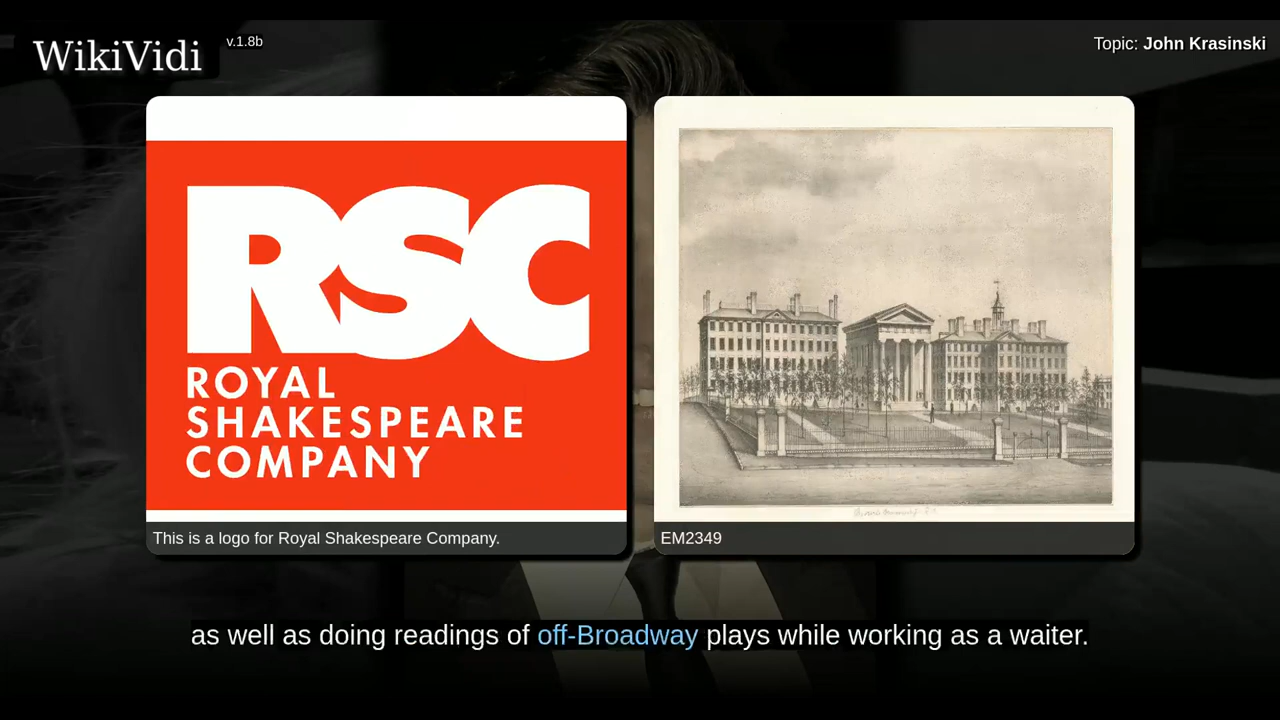 WikiVidi
v.1.8b
Topic: John Krasinski
RSC
ROYAL
SHAKESPEARE
COMPANY
This is a logo for Royal Shakespeare Company.
EM2349
as well as doing readings of off-Broadway plays while working as a waiter.